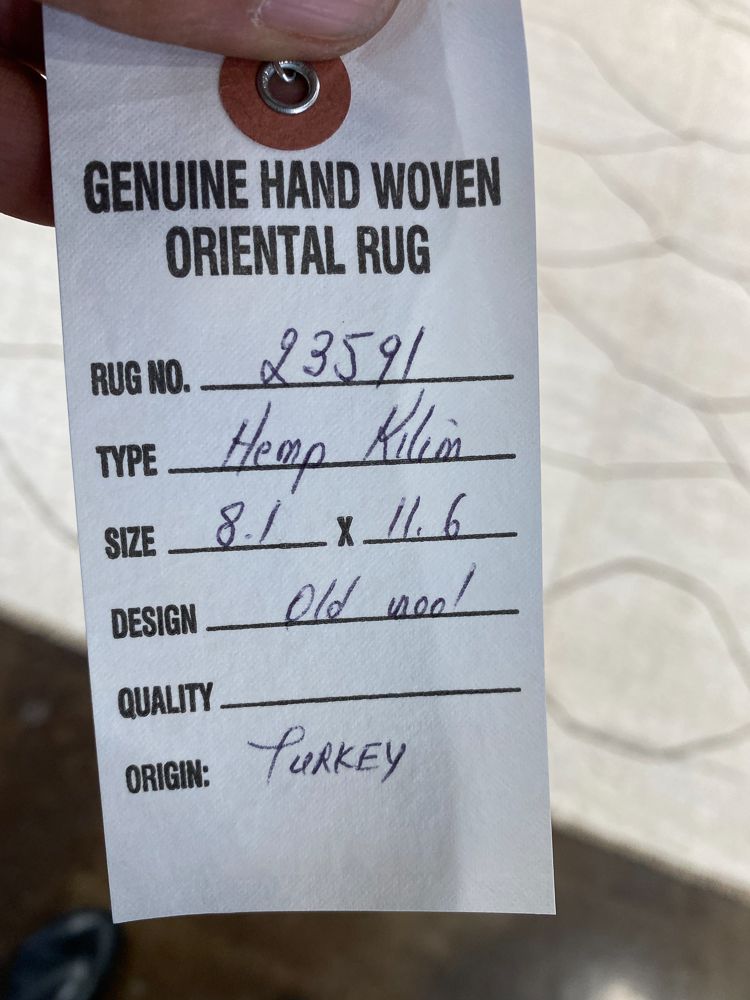 GENUINE HAND WOVEN
ORIENTAL RUG
RUG NO. 23591
TYPE Hemp Kilim
SIZE 8.1 X 11.6
DESIGN Old wool
QUALITY
ORIGIN: TURKEY